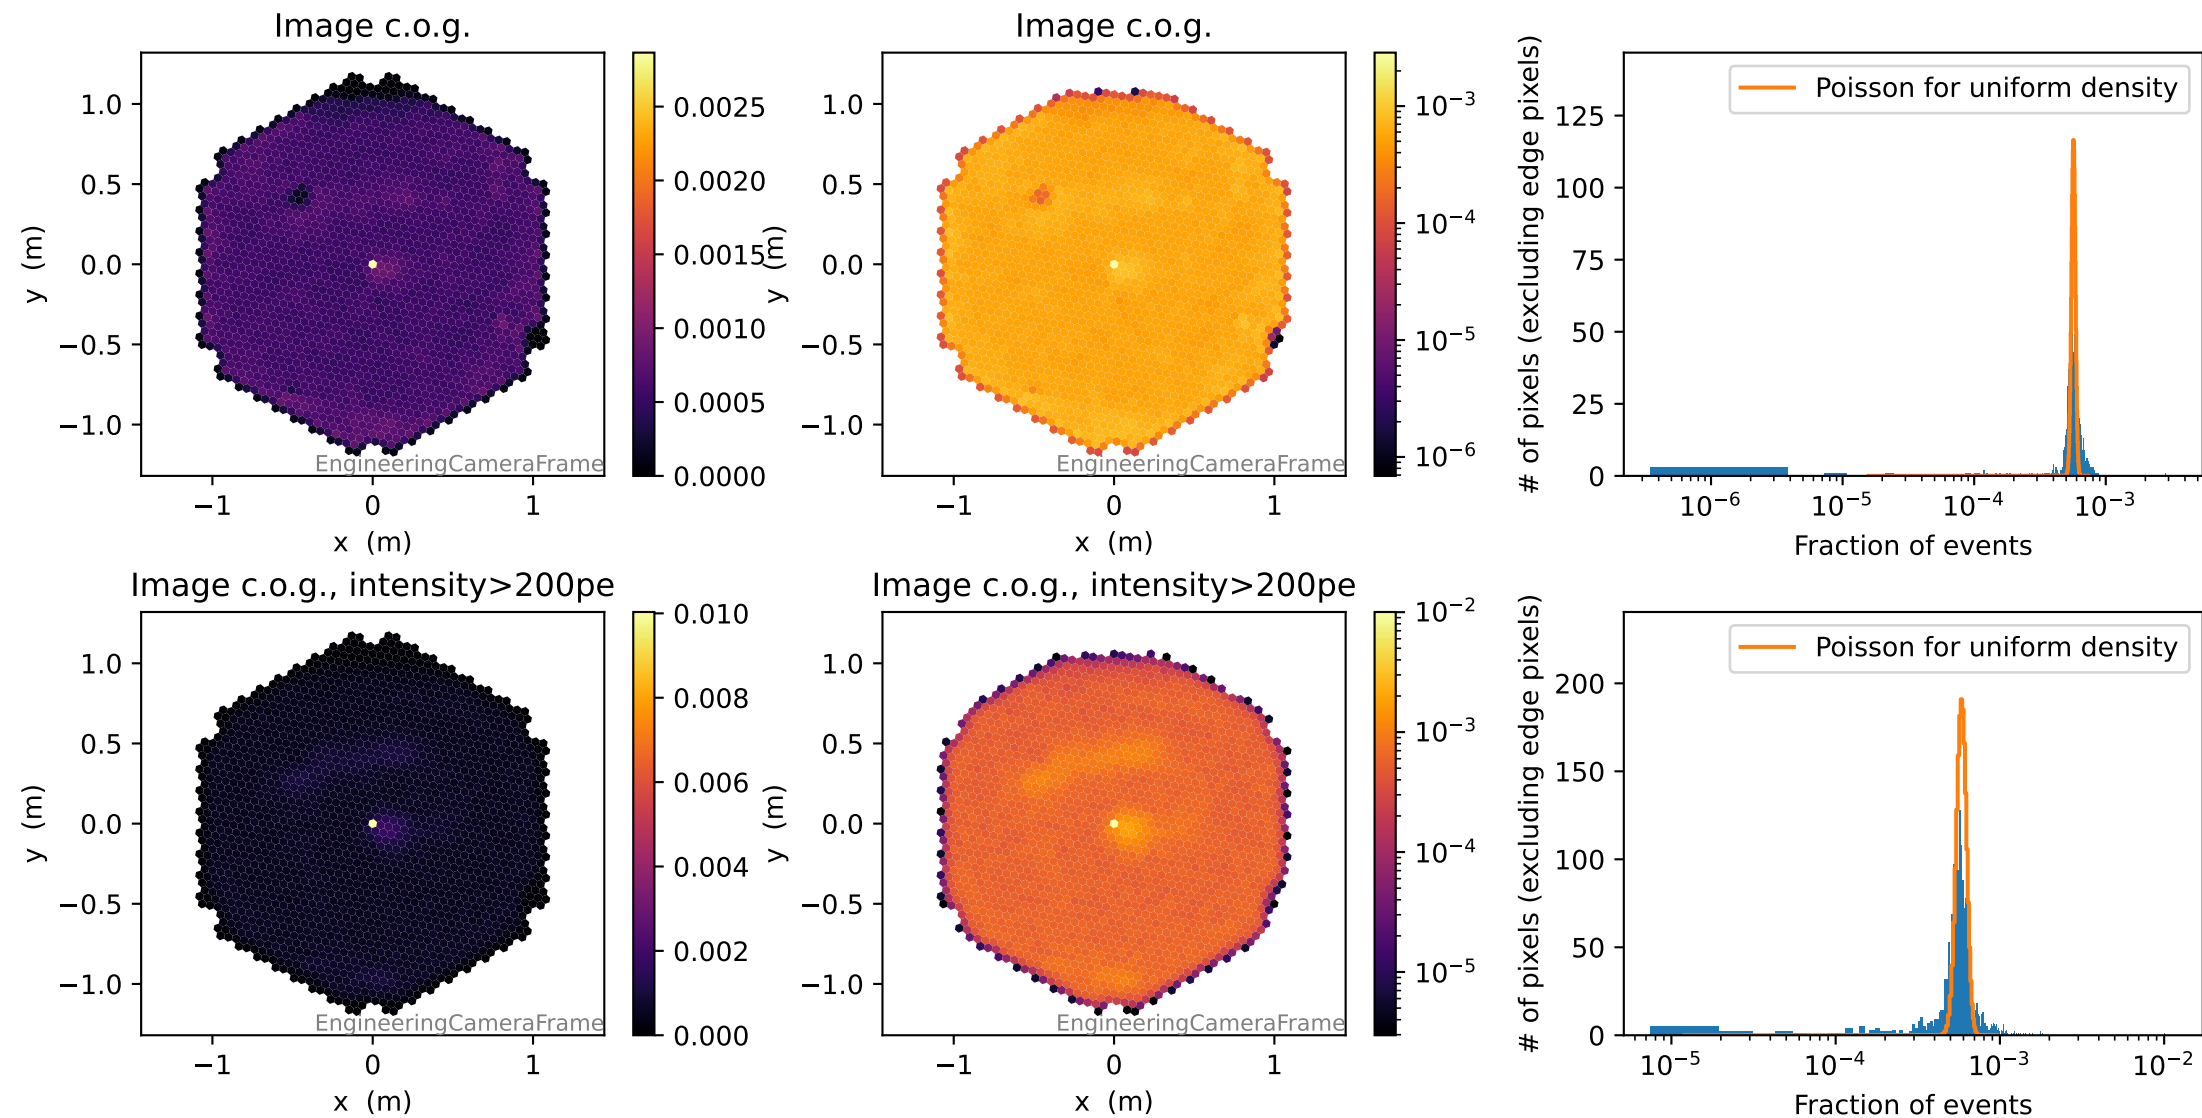 Image c.o.g.
1.0
0.5
0.0
−0.5
−1.0
y (m)
−1 0 1
x (m)
EngineeringCameraFrame
0.0025
0.0020
0.0015
0.0010
0.0005
0.0000
Image c.o.g.
1.0
0.5
0.0
−0.5
−1.0
y (m)
−1 0 1
x (m)
EngineeringCameraFrame
10⁻³
10⁻⁴
10⁻⁵
10⁻⁶
Poisson for uniform density
125
100
75
50
25
0
# of pixels (excluding edge pixels)
10⁻⁶ 10⁻⁵ 10⁻⁴ 10⁻³
Fraction of events
Image c.o.g., intensity>200pe
1.0
0.5
0.0
−0.5
−1.0
y (m)
−1 0 1
x (m)
EngineeringCameraFrame
0.010
0.008
0.006
0.004
0.002
0.000
Image c.o.g., intensity>200pe
1.0
0.5
0.0
−0.5
−1.0
y (m)
−1 0 1
x (m)
EngineeringCameraFrame
10⁻²
10⁻³
10⁻⁴
10⁻⁵
Poisson for uniform density
200
150
100
50
0
# of pixels (excluding edge pixels)
10⁻⁵ 10⁻⁴ 10⁻³ 10⁻²
Fraction of events